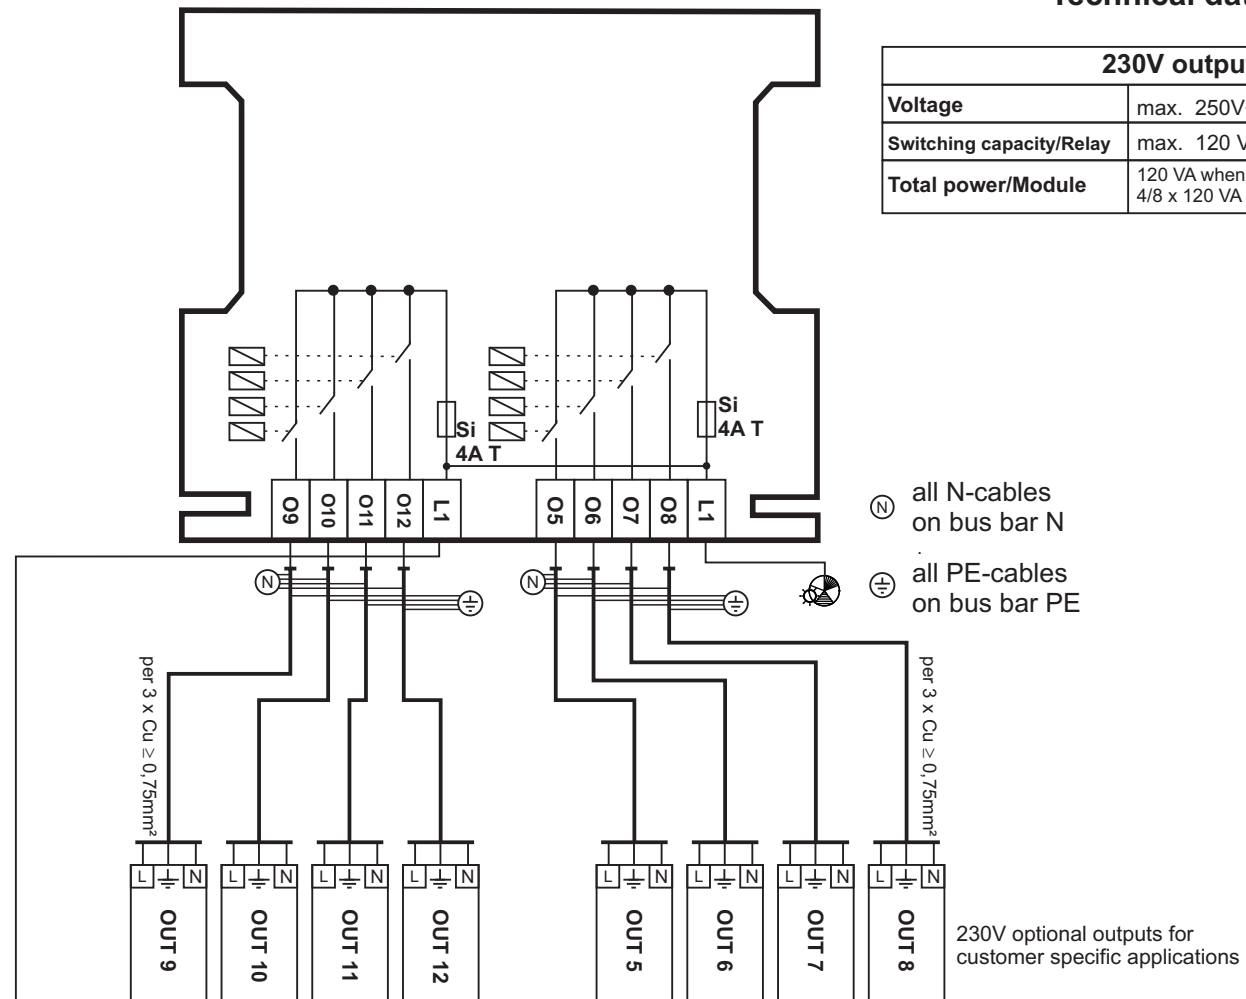 230V
Voltage
max. 250V
Switching capacity/Relay
max. 120
Total power/Module
120 VA when
4/8 x 120 VA
Si
4A T
Si
4A T
O9
O10
O11
O12
L1
O5
O6
O7
O8
L1
N
all N-cables
on bus bar N
all PE-cables
on bus bar PE
N
N
per 3 x Cu ≥ 0,75mm²
per 3 x Cu ≥ 0,75mm²
L N
L N
L N
L N
L N
L N
L N
L N
OUT 9
OUT 10
OUT 11
OUT 12
OUT 5
OUT 6
OUT 7
OUT 8
230V optional outputs for
customer specific applications